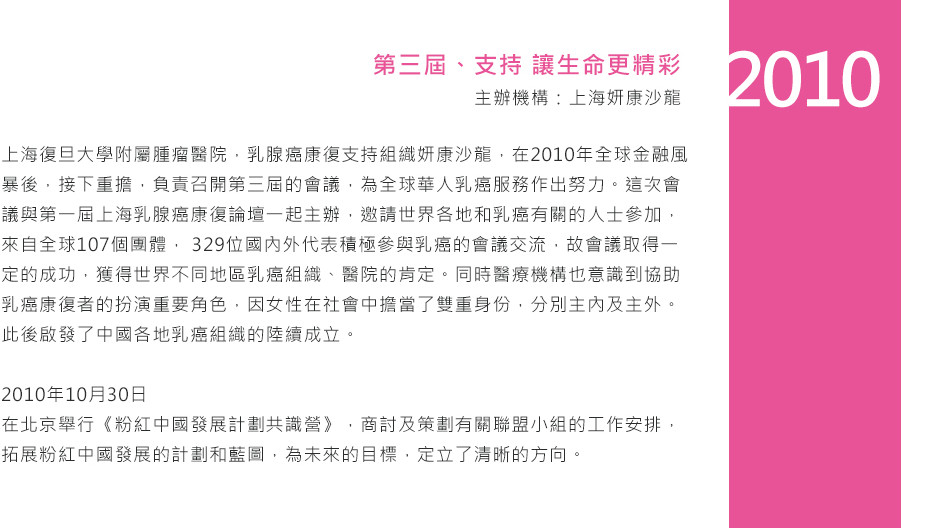 第三屆、支持 讓生命更精彩
2010
主辦機構：上海妍康沙龍
上海復旦大學附屬腫瘤醫院，乳腺癌康復支持組織妍康沙龍，在2010年全球金融風
暴後，接下重擔，負責召開第三屆的會議，為全球華人乳癌服務作出努力。這次會
議與第一屆上海乳腺癌康復論壇一起主辦，邀請世界各地和乳癌有關的人士參加，
來自全球107個團體， 329位國內外代表積極參與乳癌的會議交流，故會議取得一
定的成功，獲得世界不同地區乳癌組織、醫院的肯定。同時醫療機構也意識到協助
乳癌康復者的扮演重要角色，因女性在社會中擔當了雙重身份，分別主內及主外。
此後啟發了中國各地乳癌組織的陸續成立。
2010年10月30日
在北京舉行《粉紅中國發展計劃共識營》，商討及策劃有關聯盟小組的工作安排，
拓展粉紅中國發展的計劃和藍圖，為未來的目標，定立了清晰的方向。